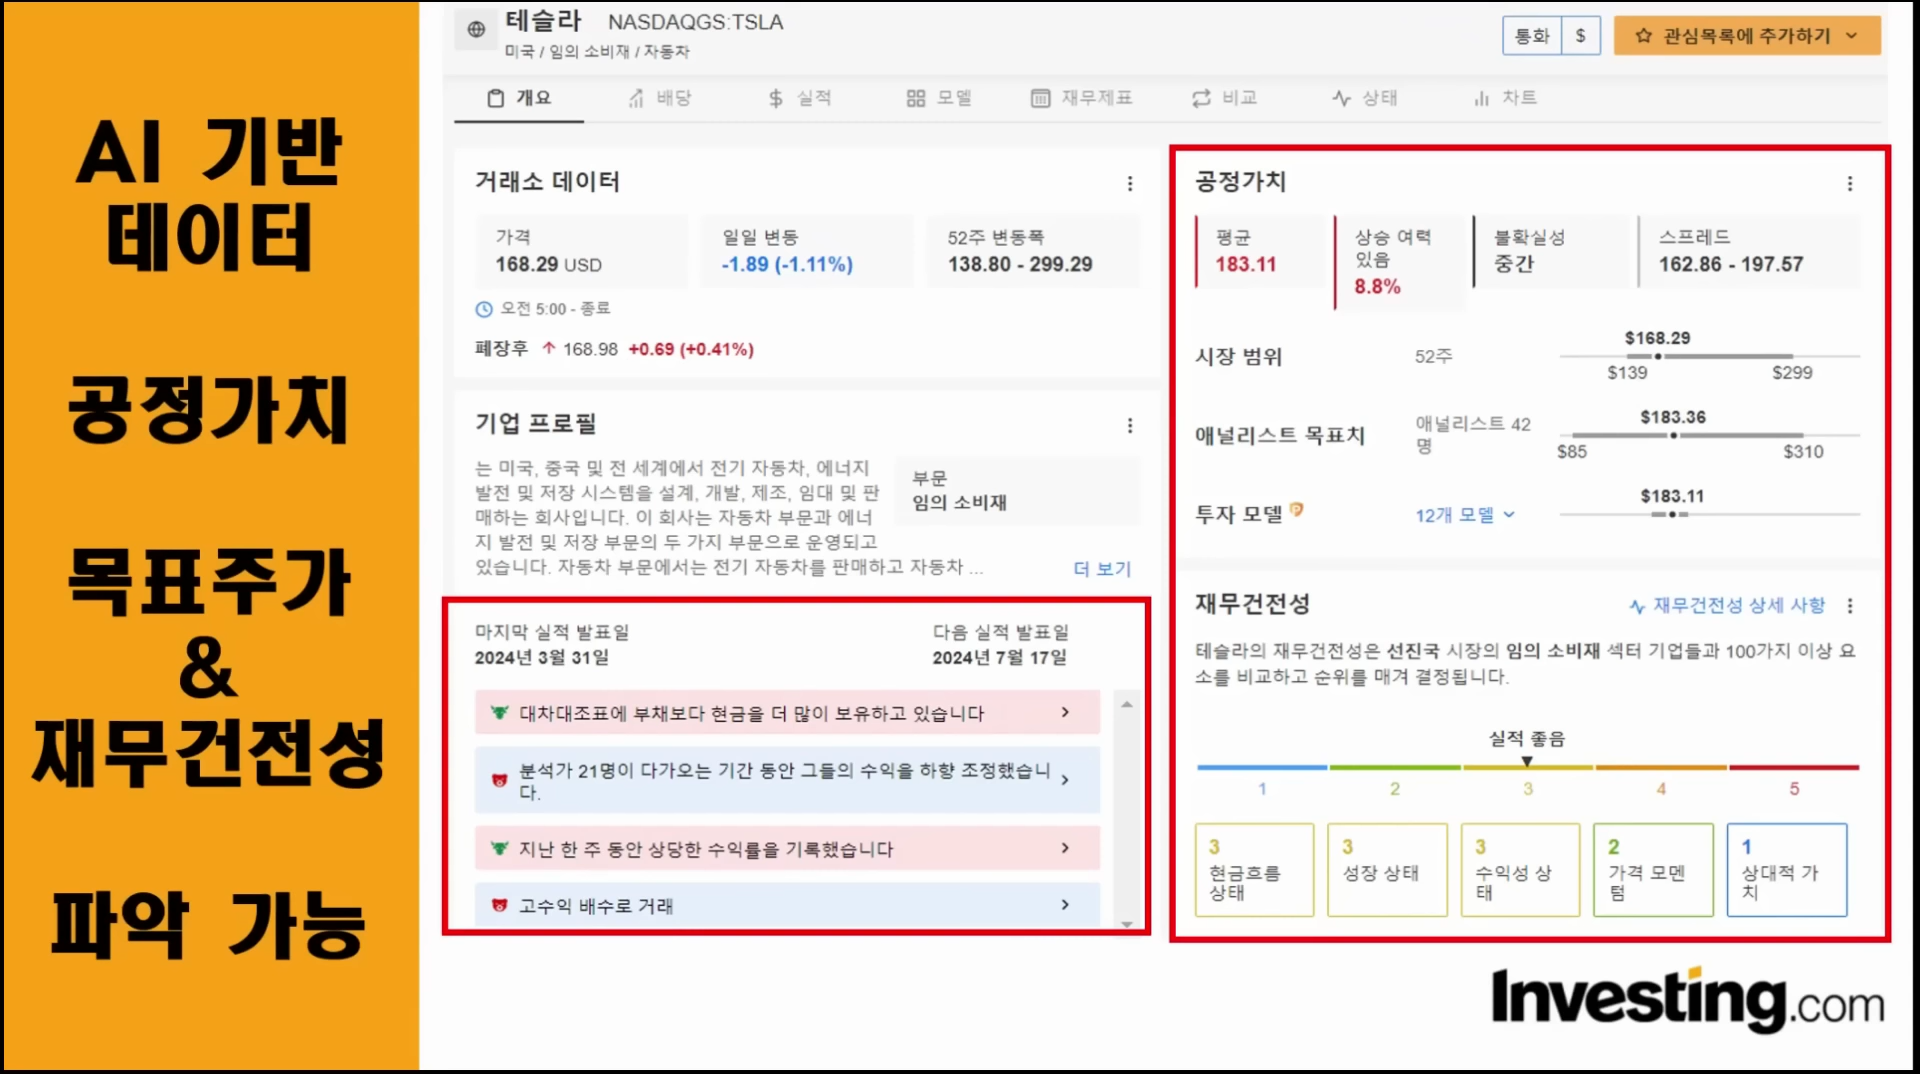 AI 기반
데이터
공정가치
목표주가
&
재무건전성
파악 가능
테슬라 NASDAQGS:TSLA
미국 / 임의 소비재 / 자동차
통화 $
관심목록에 추가하기
개요 배당 $ 실적 모델 재무제표 비교 상태 차트
거래소 데이터
가격
168.29 USD
일일 변동
-1.89 (-1.11%)
52주 변동폭
138.80 - 299.29
오전 5:00 - 종료
폐장후 168.98 +0.69 (+0.41%)
기업 프로필
는 미국, 중국 및 전 세계에서 전기 자동차, 에너지
발전 및 저장 시스템을 설계, 개발, 제조, 임대 및 판
매하는 회사입니다. 이 회사는 자동차 부문과 에너
지 발전 및 저장 부문의 두 가지 부문으로 운영되고
있습니다. 자동차 부문에서는 전기 자동차를 판매하고 자동차 ...
더 보기
부문
임의 소비재
마지막 실적 발표일
2024년 3월 31일
다음 실적 발표일
2024년 7월 17일
대차대조표에 부채보다 현금을 더 많이 보유하고 있습니다
분석가 21명이 다가오는 기간 동안 그들의 수익을 하향 조정했습니
다.
지난 한 주 동안 상당한 수익률을 기록했습니다
고수익 배수로 거래
공정가치
평균
183.11
상승 여력
있음
8.8%
불확실성
중간
스프레드
162.86 - 197.57
시장 범위
52주
$168.29
$139 $299
애널리스트 목표치
애널리스트 42
명
$183.36
$85 $310
투자 모델
12개 모델
$183.11
재무건전성
재무건전성 상세 사항
테슬라의 재무건전성은 선진국 시장의 임의 소비재 섹터 기업들과 100가지 이상 요
소를 비교하고 순위를 매겨 결정됩니다.
실적 좋음
1 2 3 4 5
3
현금흐름
상태
3
성장 상태
3
수익성 상
태
2
가격 모멘
텀
1
상대적 가
치
Investing.com